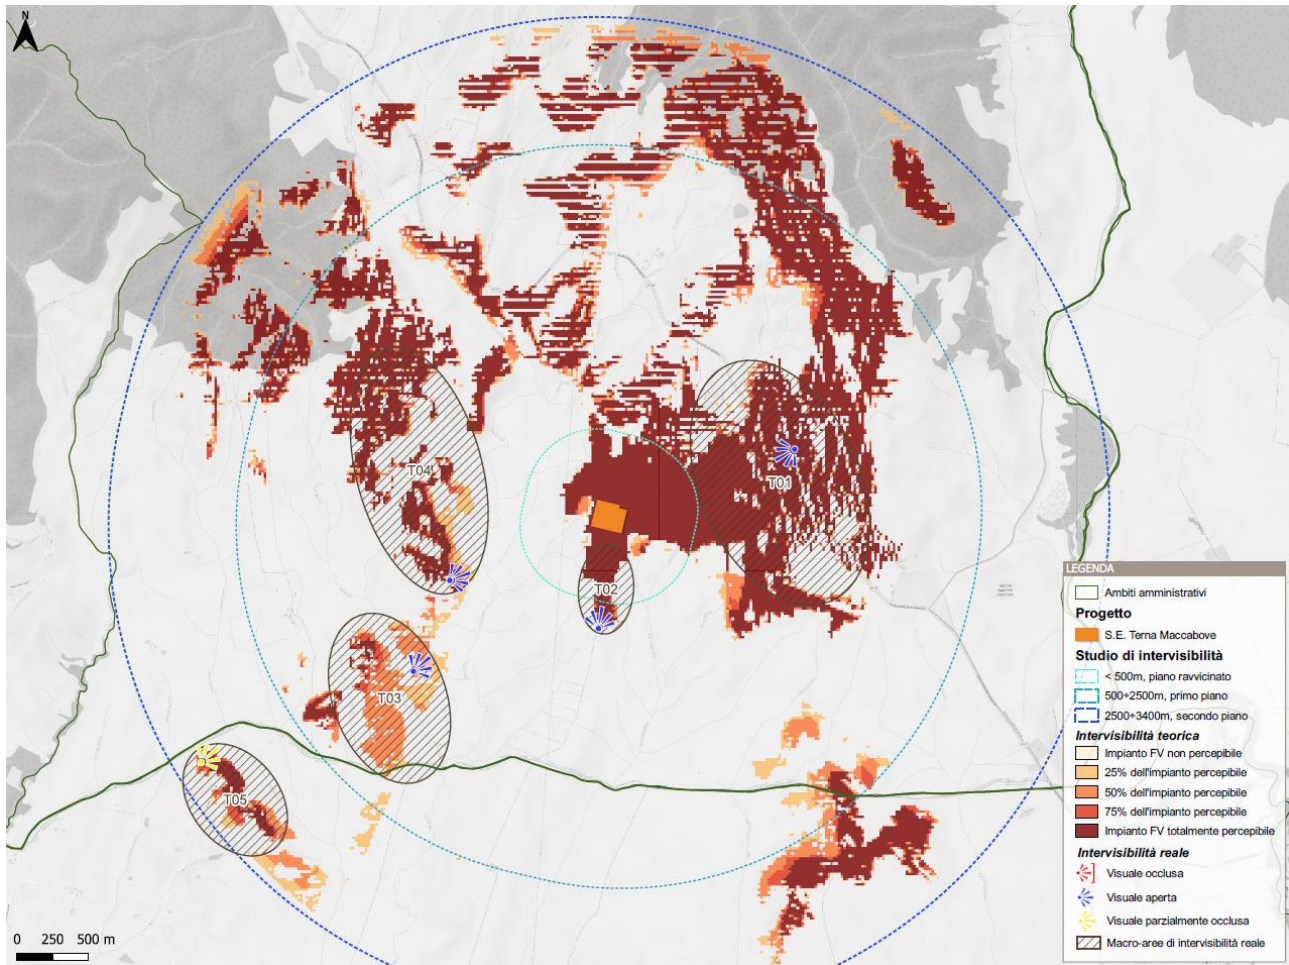 N
T04
T01
T02
T03
T05
LEGENDA
Ambiti amministrativi
Progetto
S.E. Terna Maccabove
Studio di intervisibilità
< 500m, piano ravvicinato
500÷2500m, primo piano
2500÷3400m, secondo piano
Intervisibilità teorica
Impianto FV non percepibile
25% dell'impianto percepibile
50% dell'impianto percepibile
75% dell'impianto percepibile
Impianto FV totalmente percepibile
Intervisibilità reale
Visuale occlusa
Visuale aperta
Visuale parzialmente occlusa
Macro-aree di intervisibilità reale
0 250 500 m